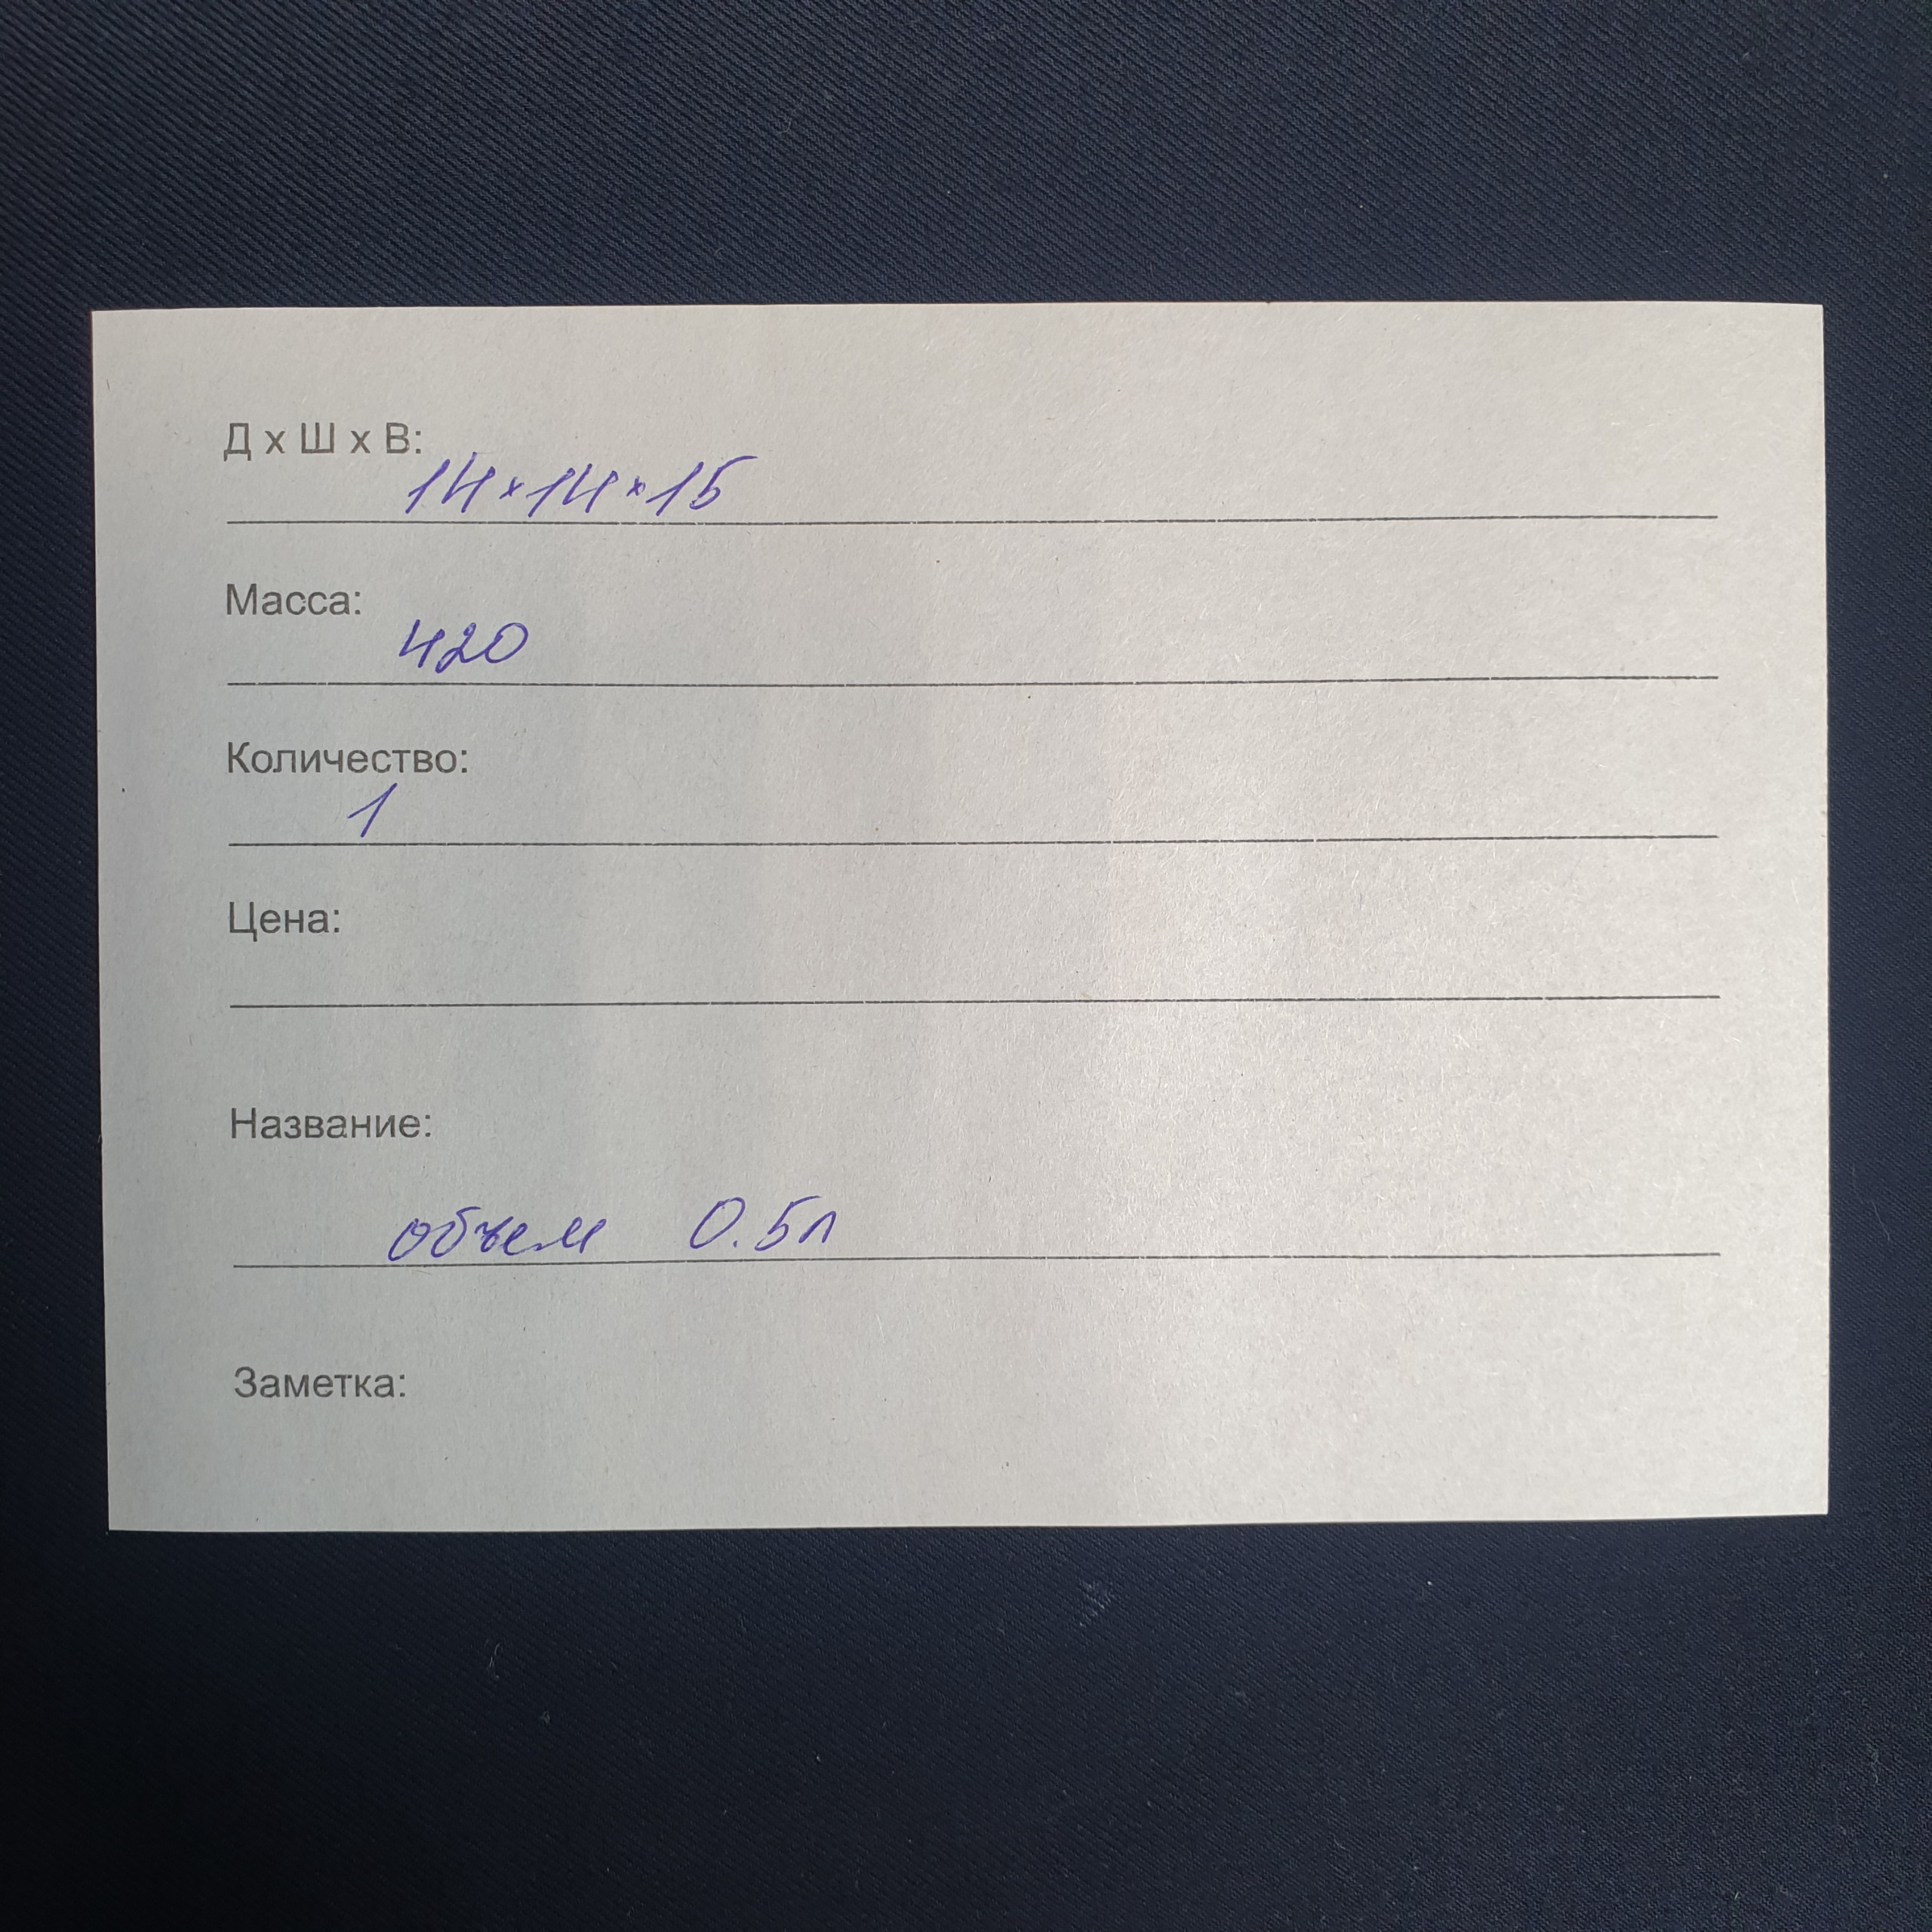 Д х Ш х В:
14×14×15
Масса:
420
Количество:
1
Цена:
Название:
объем 0.5л
Заметка: